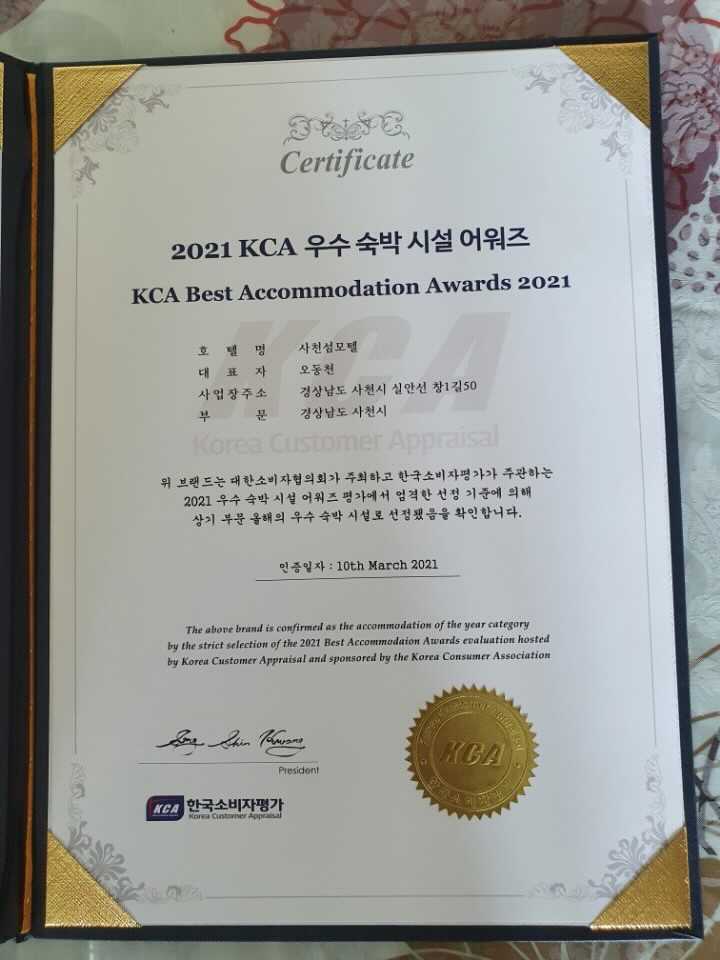 Certificate
2021 KCA 우수 숙박 시설 어워즈
KCA Best Accommodation Awards 2021
호 텔 명 사천섬모텔
대 표 자 오동천
사업장주소 경상남도 사천시 실안선 창1길50
부 문 경상남도 사천시
KCA
Korea Customer Appraisal
위 브랜드는 대한소비자협의회가 주최하고 한국소비자평가가 주관하는
2021 우수 숙박 시설 어워즈 평가에서 엄격한 선정 기준에 의해
상기 부문 올해의 우수 숙박 시설로 선정됐음을 확인합니다.
인증일자 : 10th March 2021
The above brand is confirmed as the accommodation of the year category
by the strict selection of the 2021 Best Accommodaion Awards evaluation hosted
by Korea Customer Appraisal and sponsored by the Korea Consumer Association
President
KCA 한국소비자평가
Korea Customer Appraisal
KCA